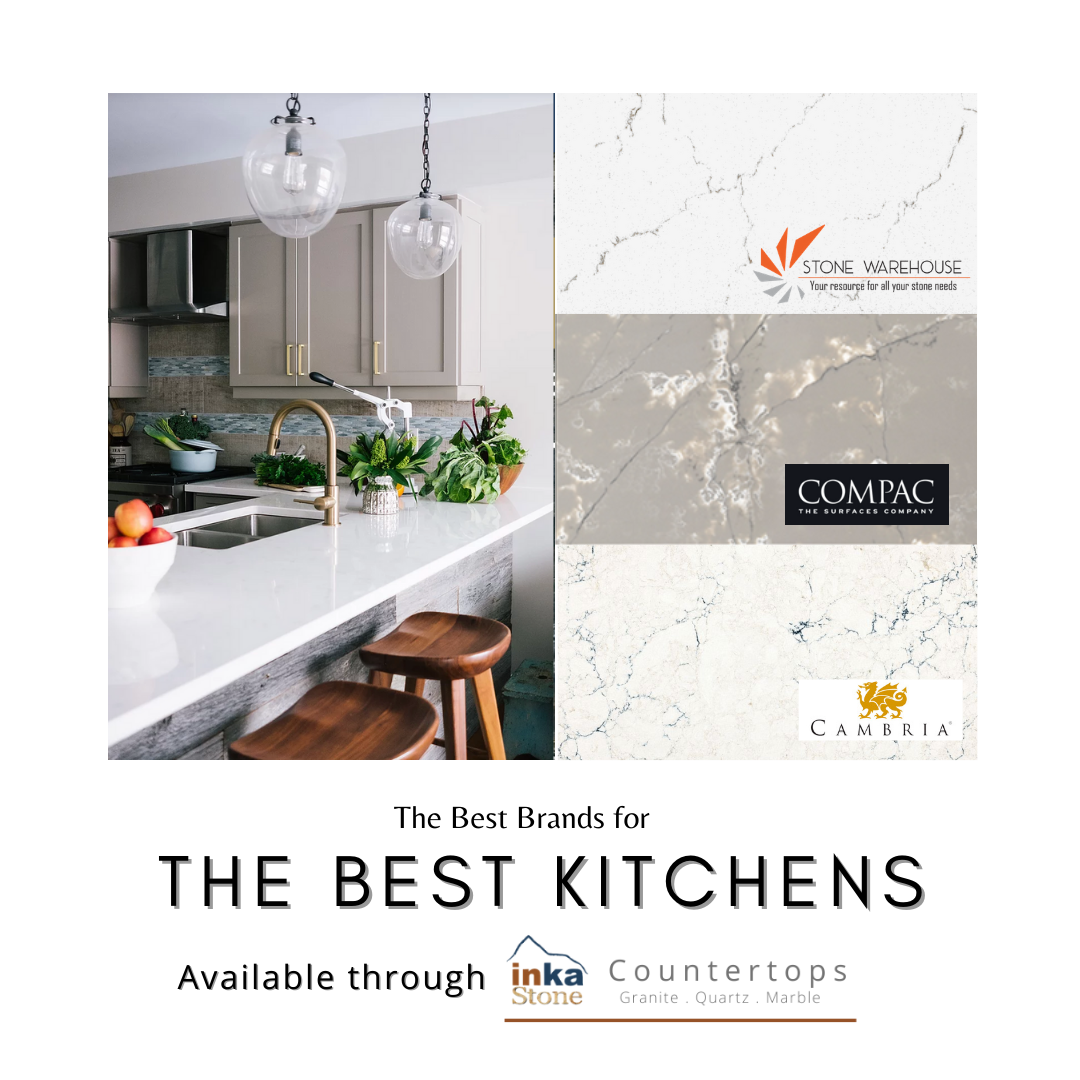 STONE WAREHOUSE
Your resource for all your stone needs
COMPAC
THE SURFACES COMPANY
CAMBRIA®
The Best Brands for
THE BEST KITCHENS
Available through
inka
Stone
Countertops
Granite . Quartz . Marble